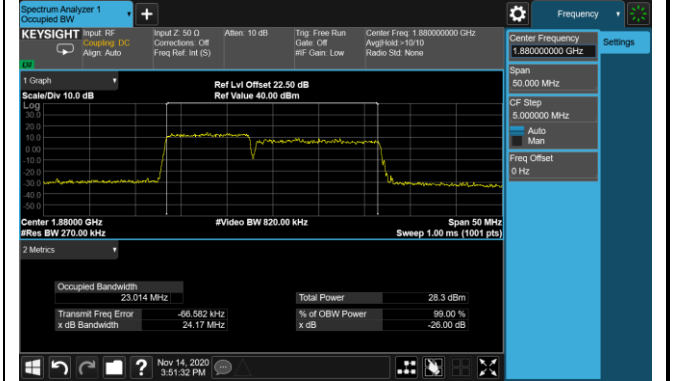 Spectrum Analyzer 1
Occupied BW
Frequency
KEYSIGHT
Input: RF
Coupling: DC
Align: Auto
Input Z: 50 Ω
Corrections: Off
Freq Ref: Int (S)
Atten: 10 dB
Trig: Free Run
Gate: Off
#IF Gain: Low
Center Freq: 1.880000000 GHz
Avg|Hold:>10/10
Radio Std: None
1 Graph
Scale/Div 10.0 dB
Ref Lvl Offset 22.50 dB
Ref Value 40.00 dBm
Log
30.0
20.0
10.0
0.00
-10.0
-20.0
-30.0
-40.0
-50.0
Center 1.88000 GHz
#Video BW 820.00 kHz
Span 50 MHz
#Res BW 270.00 kHz
Sweep 1.00 ms (1001 pts)
2 Metrics
Occupied Bandwidth
23.014 MHz
Total Power
28.3 dBm
Transmit Freq Error
-66.582 kHz
% of OBW Power
99.00 %
x dB Bandwidth
24.17 MHz
x dB
-26.00 dB
Center Frequency
1.880000000 GHz
Settings
Span
50.000 MHz
CF Step
5.000000 MHz
Auto
Man
Freq Offset
0 Hz
Nov 14, 2020
3:51:32 PM